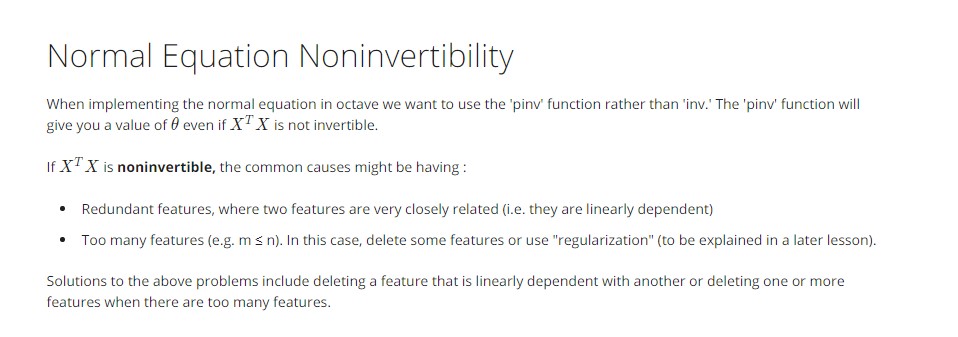 Normal Equation Noninvertibility
When implementing the normal equation in octave we want to use the 'pinv' function rather than 'inv.' The 'pinv' function will
give you a value of θ even if XᵀX is not invertible.
If XᵀX is noninvertible, the common causes might be having :
• Redundant features, where two features are very closely related (i.e. they are linearly dependent)
• Too many features (e.g. m ≤ n). In this case, delete some features or use "regularization" (to be explained in a later lesson).
Solutions to the above problems include deleting a feature that is linearly dependent with another or deleting one or more
features when there are too many features.